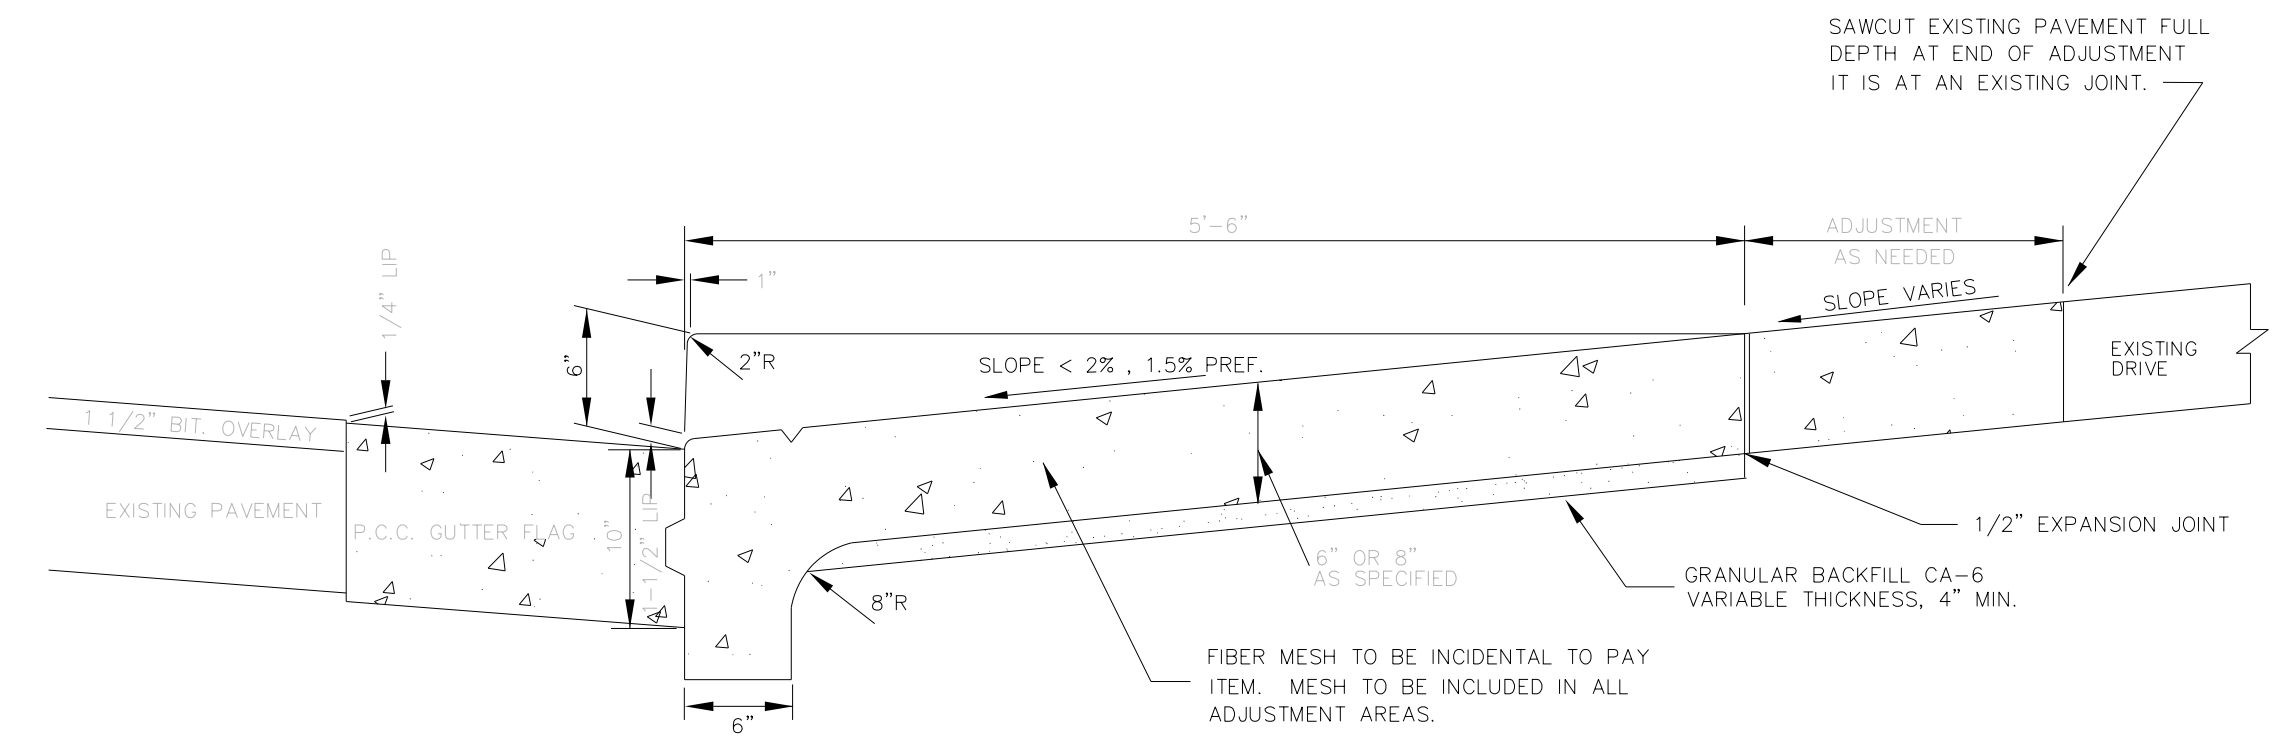 SAWCUT EXISTING PAVEMENT FULL
DEPTH AT END OF ADJUSTMENT
IT IS AT AN EXISTING JOINT.
5'-6"
ADJUSTMENT
AS NEEDED
1/4" LIP
1"
SLOPE VARIES
6"
2"R
SLOPE < 2% , 1.5% PREF.
EXISTING
DRIVE
1 1/2" BIT. OVERLAY
EXISTING PAVEMENT
P.C.C. GUTTER FLAG
10"
1-1/2" LIP
1/2" EXPANSION JOINT
6" OR 8"
AS SPECIFIED
GRANULAR BACKFILL CA-6
VARIABLE THICKNESS, 4" MIN.
8"R
FIBER MESH TO BE INCIDENTAL TO PAY
ITEM. MESH TO BE INCLUDED IN ALL
ADJUSTMENT AREAS.
6"